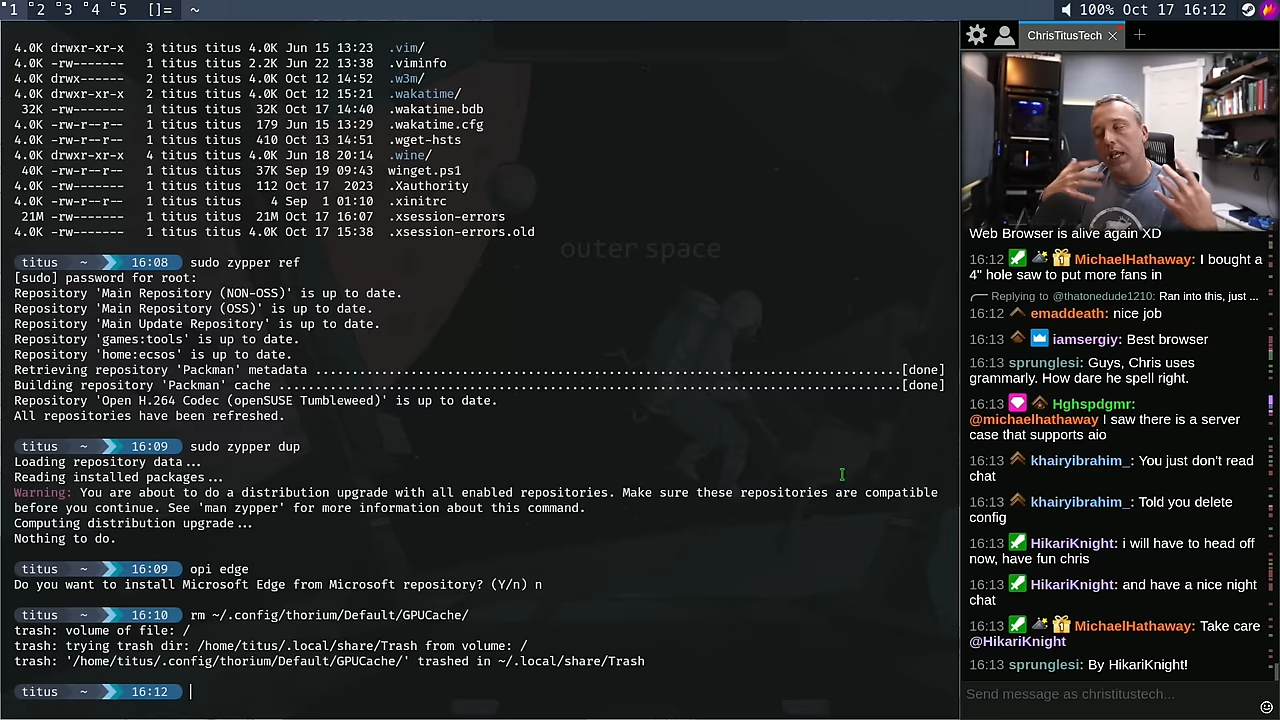 1 2 3 4 5 []= ~
100% Oct 17 16:12
4.0K drwxr-xr-x 3 titus titus 4.0K Jun 15 13:23 .vim/
4.0K -rw------- 1 titus titus 2.2K Jun 22 13:38 .viminfo
4.0K drwx------ 2 titus titus 4.0K Oct 12 14:52 .w3m/
4.0K drwxr-xr-x 2 titus titus 4.0K Oct 12 15:21 .wakatime/
32K -rw------- 1 titus titus 32K Oct 17 14:40 .wakatime.bdb
4.0K -rw-r--r-- 1 titus titus 179 Jun 15 13:29 .wakatime.cfg
4.0K -rw-r--r-- 1 titus titus 410 Oct 13 14:51 .wget-hsts
4.0K drwxr-xr-x 4 titus titus 4.0K Jun 18 20:14 .wine/
40K -rw-r--r-- 1 titus titus 37K Sep 19 09:43 winget.ps1
4.0K -rw------- 1 titus titus 112 Oct 17 2023 .Xauthority
4.0K -rw-r--r-- 1 titus titus 4 Sep 1 01:10 .xinitrc
21M -rw------- 1 titus titus 21M Oct 17 16:07 .xsession-errors
4.0K -rw------- 1 titus titus 4.0K Oct 17 15:38 .xsession-errors.old
outer space
titus ~ 16:08 sudo zypper ref
[sudo] password for root:
Repository 'Main Repository (NON-OSS)' is up to date.
Repository 'Main Repository (OSS)' is up to date.
Repository 'Main Update Repository' is up to date.
Repository 'games:tools' is up to date.
Repository 'home:ecsos' is up to date.
Retrieving repository 'Packman' metadata ................................................................................[done]
Building repository 'Packman' cache .....................................................................................[done]
Repository 'Open H.264 Codec (openSUSE Tumbleweed)' is up to date.
All repositories have been refreshed.
titus ~ 16:09 sudo zypper dup
Loading repository data...
Reading installed packages...
Warning: You are about to do a distribution upgrade with all enabled repositories. Make sure these repositories are compatible
before you continue. See 'man zypper' for more information about this command.
Computing distribution upgrade...
Nothing to do.
titus ~ 16:09 opi edge
Do you want to install Microsoft Edge from Microsoft repository? (Y/n) n
titus ~ 16:10 rm ~/.config/thorium/Default/GPUCache/
trash: volume of file: /
trash: trying trash dir: /home/titus/.local/share/Trash from volume: /
trash: '/home/titus/.config/thorium/Default/GPUCache/' trashed in ~/.local/share/Trash
titus ~ 16:12
ChrisTitusTech
Web Browser is alive again XD
16:12 MichaelHathaway: I bought a
4" hole saw to put more fans in
Replying to @thatonedude1210: Ran into this, just ...
16:12 emaddeath: nice job
16:13 iamsergiy: Best browser
16:13 sprunglesi: Guys, Chris uses
grammarly. How dare he spell right.
16:13 Hghspdgmr:
@michaelhathaway I saw there is a server
case that supports aio
16:13 khairyibrahim_: You just don't read
chat
16:13 khairyibrahim_: Told you delete
config
16:13 HikariKnight: i will have to head off
now, have fun chris
16:13 HikariKnight: and have a nice night
chat
16:13 MichaelHathaway: Take care
@HikariKnight
16:13 sprunglesi: By HikariKnight!
Send message as christitustech...